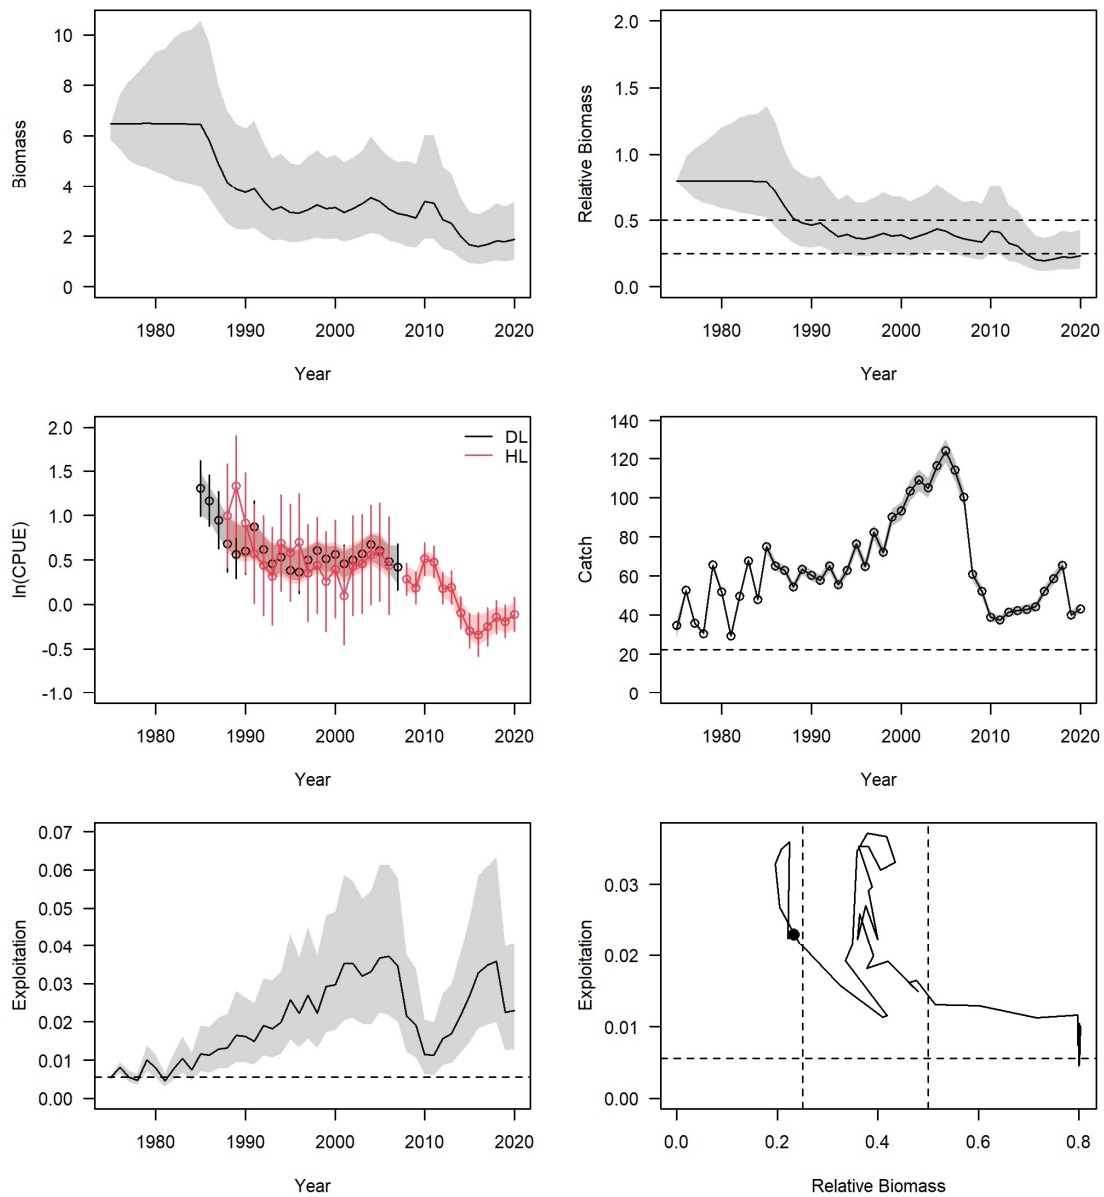 Biomass
10
8
6
4
2
0
1980 1990 2000 2010 2020
Year
Relative Biomass
2.0
1.5
1.0
0.5
0.0
1980 1990 2000 2010 2020
Year
ln(CPUE)
2.0
1.5
1.0
0.5
0.0
-0.5
-1.0
DL
HL
1980 1990 2000 2010 2020
Year
Catch
140
120
100
80
60
40
20
0
1980 1990 2000 2010 2020
Year
Exploitation
0.07
0.06
0.05
0.04
0.03
0.02
0.01
0.00
1980 1990 2000 2010 2020
Year
Exploitation
0.03
0.02
0.01
0.00
0.0 0.2 0.4 0.6 0.8
Relative Biomass